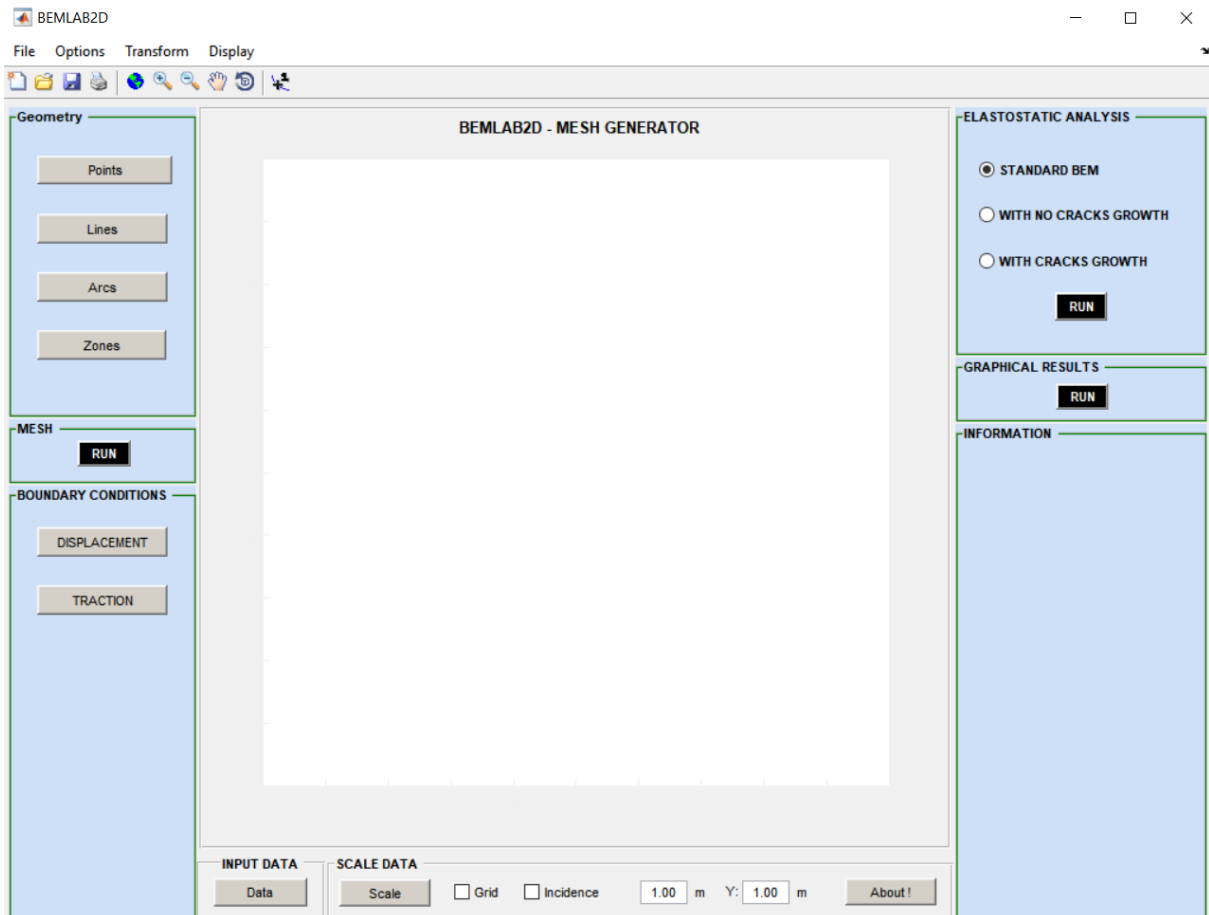 BEMLAB2D
File Options Transform Display
Geometry
Points
Lines
Arcs
Zones
MESH
RUN
BOUNDARY CONDITIONS
DISPLACEMENT
TRACTION
BEMLAB2D - MESH GENERATOR
ELASTOSTATIC ANALYSIS
STANDARD BEM
WITH NO CRACKS GROWTH
WITH CRACKS GROWTH
RUN
GRAPHICAL RESULTS
RUN
INFORMATION
INPUT DATA
Data
SCALE DATA
Scale Grid Incidence 1.00 m Y: 1.00 m About !